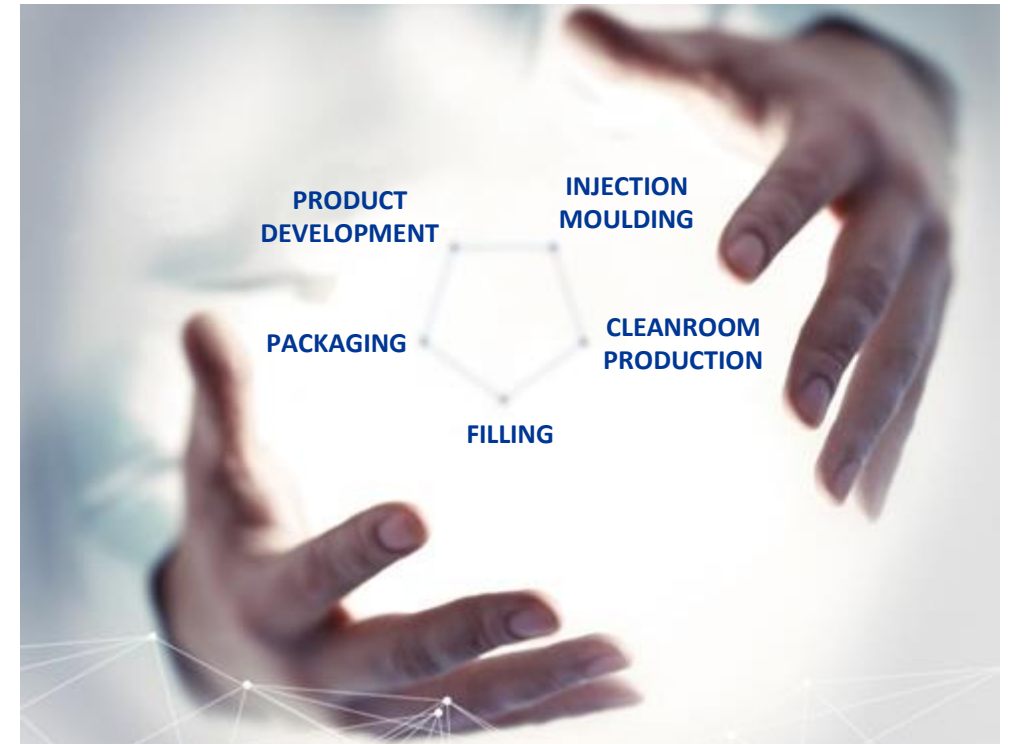 PRODUCT
DEVELOPMENT
INJECTION
MOULDING
PACKAGING
CLEANROOM
PRODUCTION
FILLING